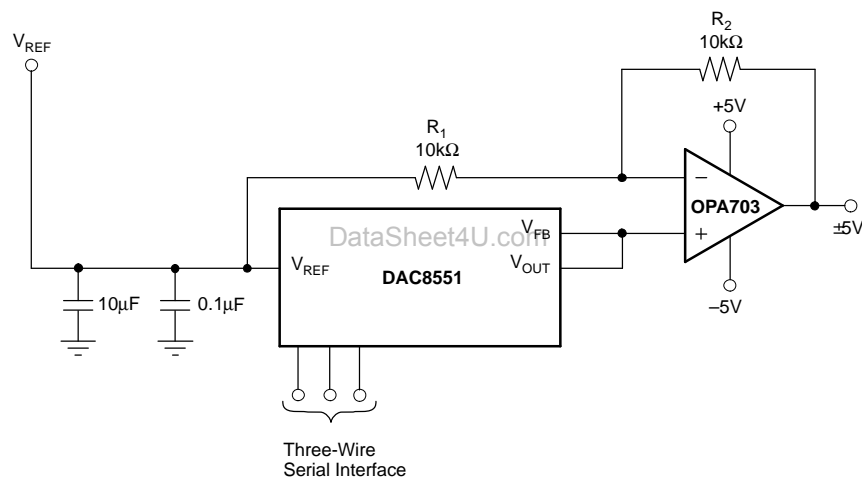 V_REF
R_2
10kΩ
+5V
R_1
10kΩ
–
OPA703
+
±5V
–5V
DataSheet4U.com
V_FB
V_REF
DAC8551
V_OUT
10μF
0.1μF
Three-Wire
Serial Interface